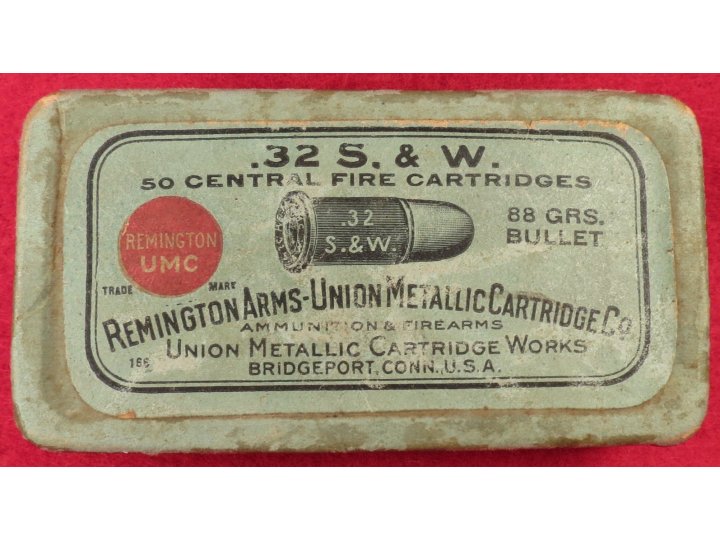 .32 S. & W.
50 CENTRAL FIRE CARTRIDGES
.32
S.&W.
88 GRS.
BULLET
REMINGTON
UMC
TRADE MARK
REMINGTON ARMS-UNION METALLIC CARTRIDGE CO
AMMUNITION & FIREARMS
UNION METALLIC CARTRIDGE WORKS
BRIDGEPORT, CONN., U.S.A.